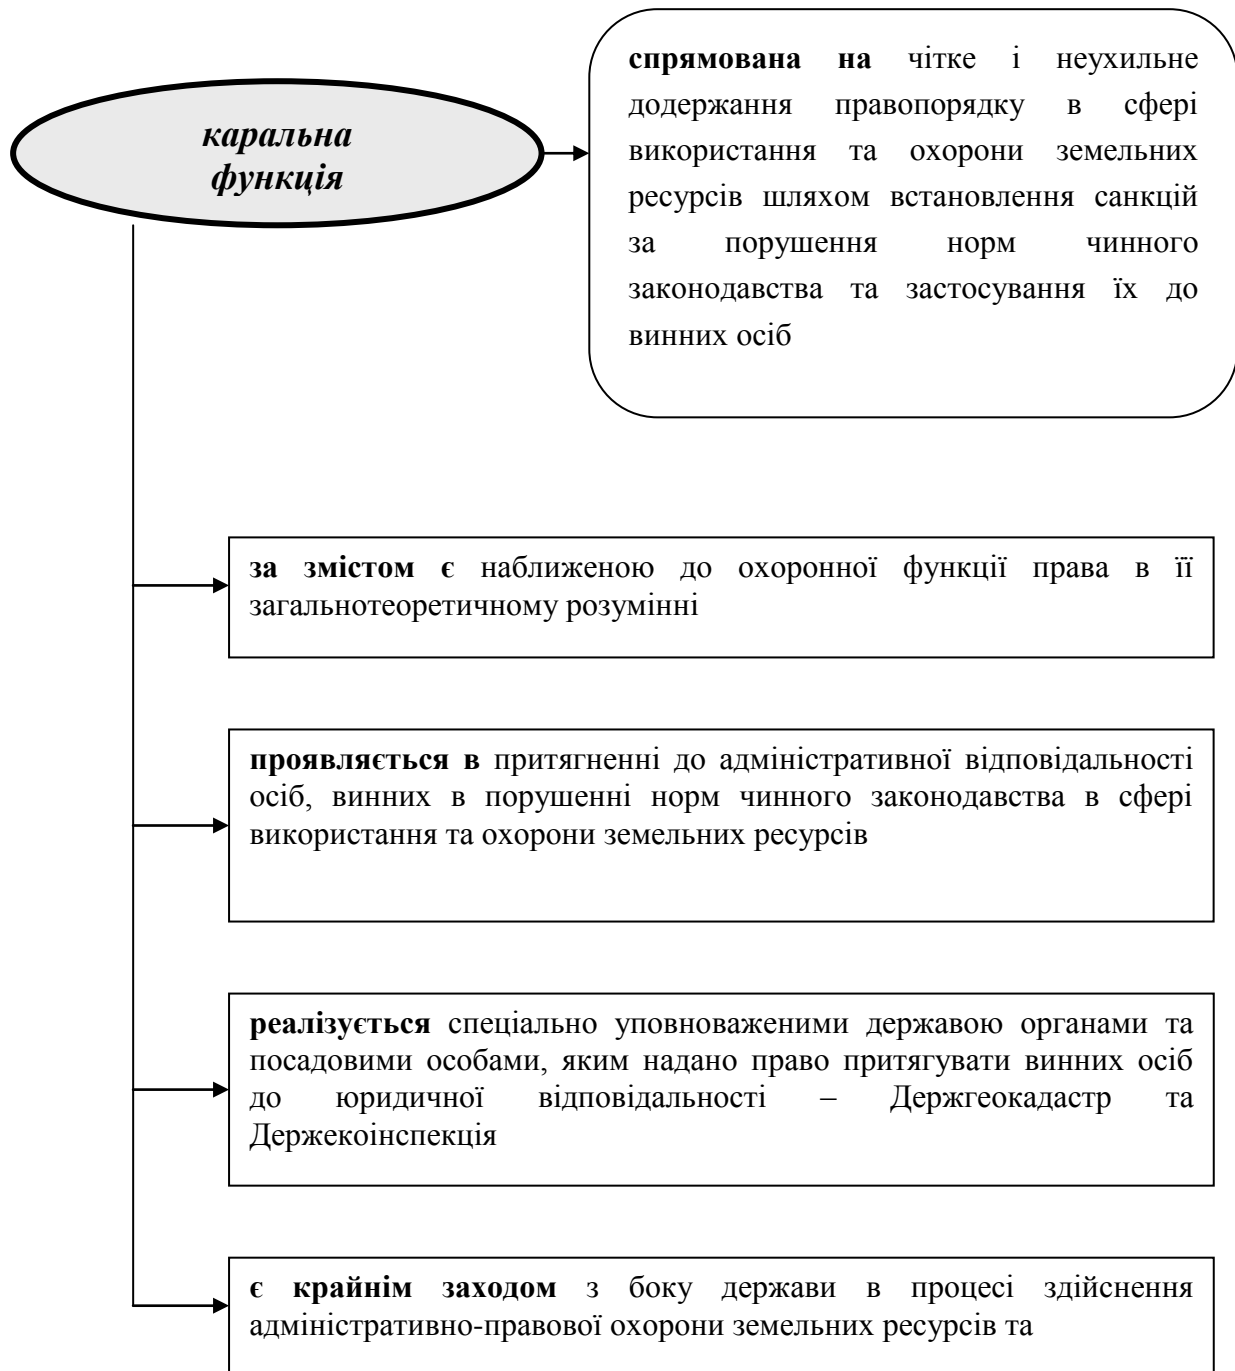 каральна
функція
спрямована на чітке і неухильне
додержання правопорядку в сфері
використання та охорони земельних
ресурсів шляхом встановлення санкцій
за порушення норм чинного
законодавства та застосування їх до
винних осіб
за змістом є наближеною до охоронної функції права в її
загальнотеоретичному розумінні
проявляється в притягненні до адміністративної відповідальності
осіб, винних в порушенні норм чинного законодавства в сфері
використання та охорони земельних ресурсів
реалізується спеціально уповноваженими державою органами та
посадовими особами, яким надано право притягувати винних осіб
до юридичної відповідальності – Держгеокадастр та
Держекоінспекція
є крайнім заходом з боку держави в процесі здійснення
адміністративно-правової охорони земельних ресурсів та